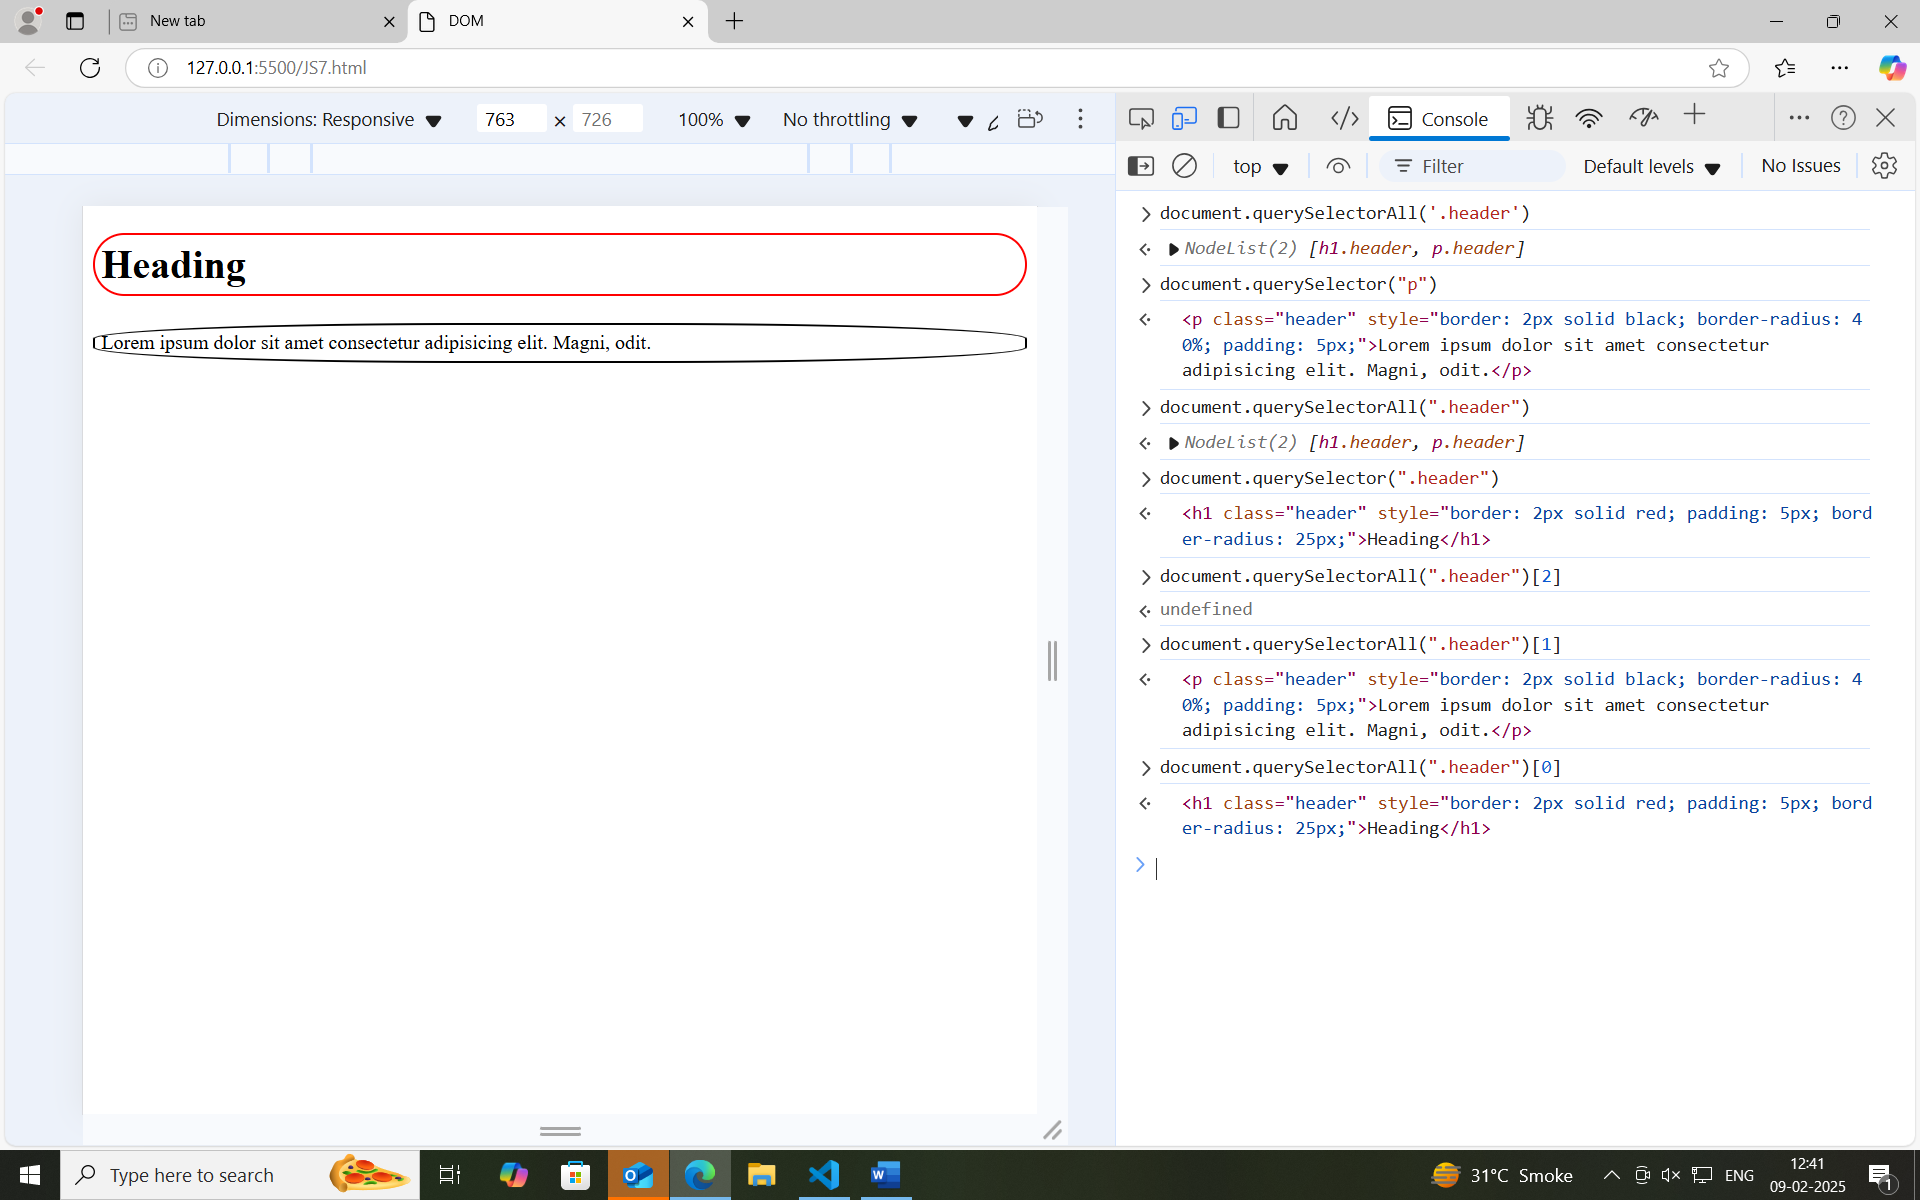 New tab
DOM
127.0.0.1:5500/JS7.html
Dimensions: Responsive 763 × 726 100% No throttling
Console
top Filter Default levels No Issues
Heading
Lorem ipsum dolor sit amet consectetur adipisicing elit. Magni, odit.
document.querySelectorAll('.header')
NodeList(2) [h1.header, p.header]
document.querySelector("p")
<p class="header" style="border: 2px solid black; border-radius: 4
0%; padding: 5px;">Lorem ipsum dolor sit amet consectetur
adipisicing elit. Magni, odit.</p>
document.querySelectorAll(".header")
NodeList(2) [h1.header, p.header]
document.querySelector(".header")
<h1 class="header" style="border: 2px solid red; padding: 5px; bord
er-radius: 25px;">Heading</h1>
document.querySelectorAll(".header")[2]
undefined
document.querySelectorAll(".header")[1]
<p class="header" style="border: 2px solid black; border-radius: 4
0%; padding: 5px;">Lorem ipsum dolor sit amet consectetur
adipisicing elit. Magni, odit.</p>
document.querySelectorAll(".header")[0]
<h1 class="header" style="border: 2px solid red; padding: 5px; bord
er-radius: 25px;">Heading</h1>
Type here to search
31°C Smoke
ENG
12:41
09-02-2025
1